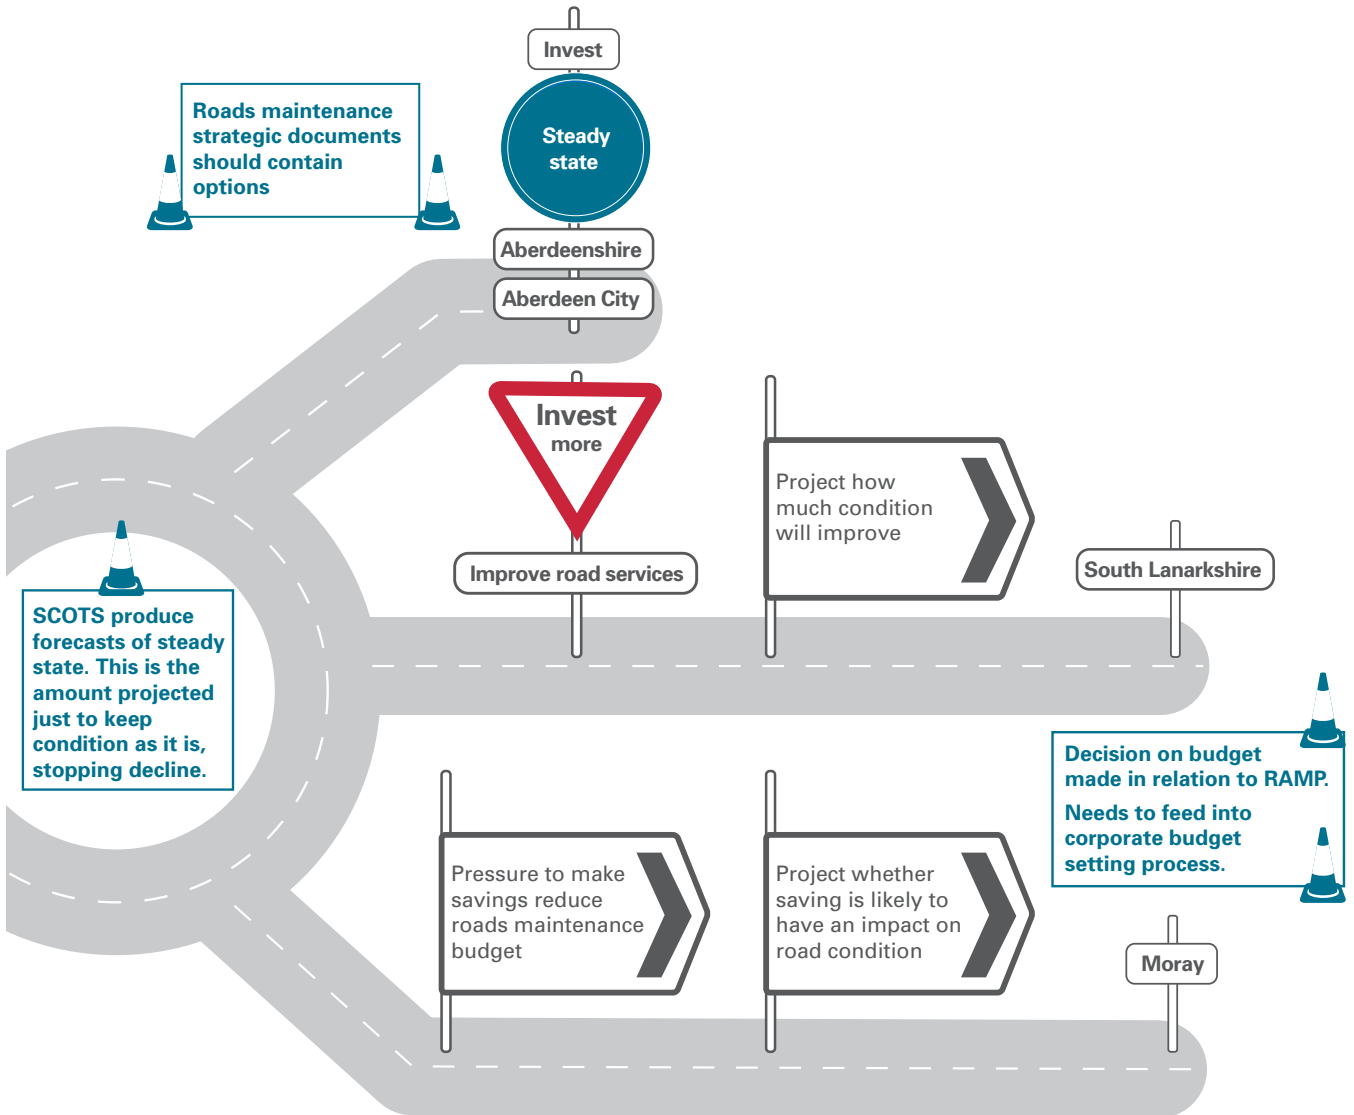 Invest
Steady
state
Aberdeenshire
Aberdeen City
Roads maintenance
strategic documents
should contain
options
Invest
more
Improve road services
Project how
much condition
will improve
South Lanarkshire
SCOTS produce
forecasts of steady
state. This is the
amount projected
just to keep
condition as it is,
stopping decline.
Decision on budget
made in relation to RAMP.
Needs to feed into
corporate budget
setting process.
Pressure to make
savings reduce
roads maintenance
budget
Project whether
saving is likely to
have an impact on
road condition
Moray